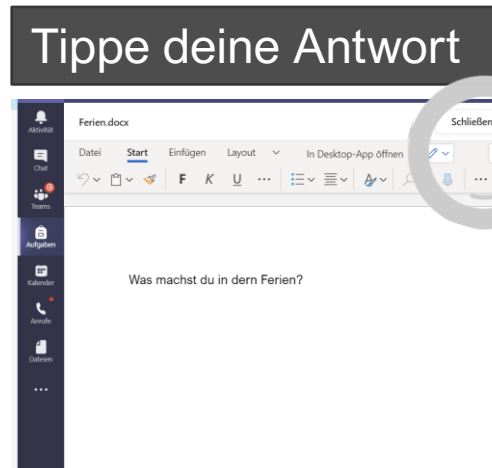 Tippe deine Antwort
Aktivität
Chat
Teams
Aufgaben
Kalender
Anrufe
Dateien
Ferien.docx
Schließen
Datei Start Einfügen Layout In Desktop-App öffnen
F K U
Was machst du in dern Ferien?